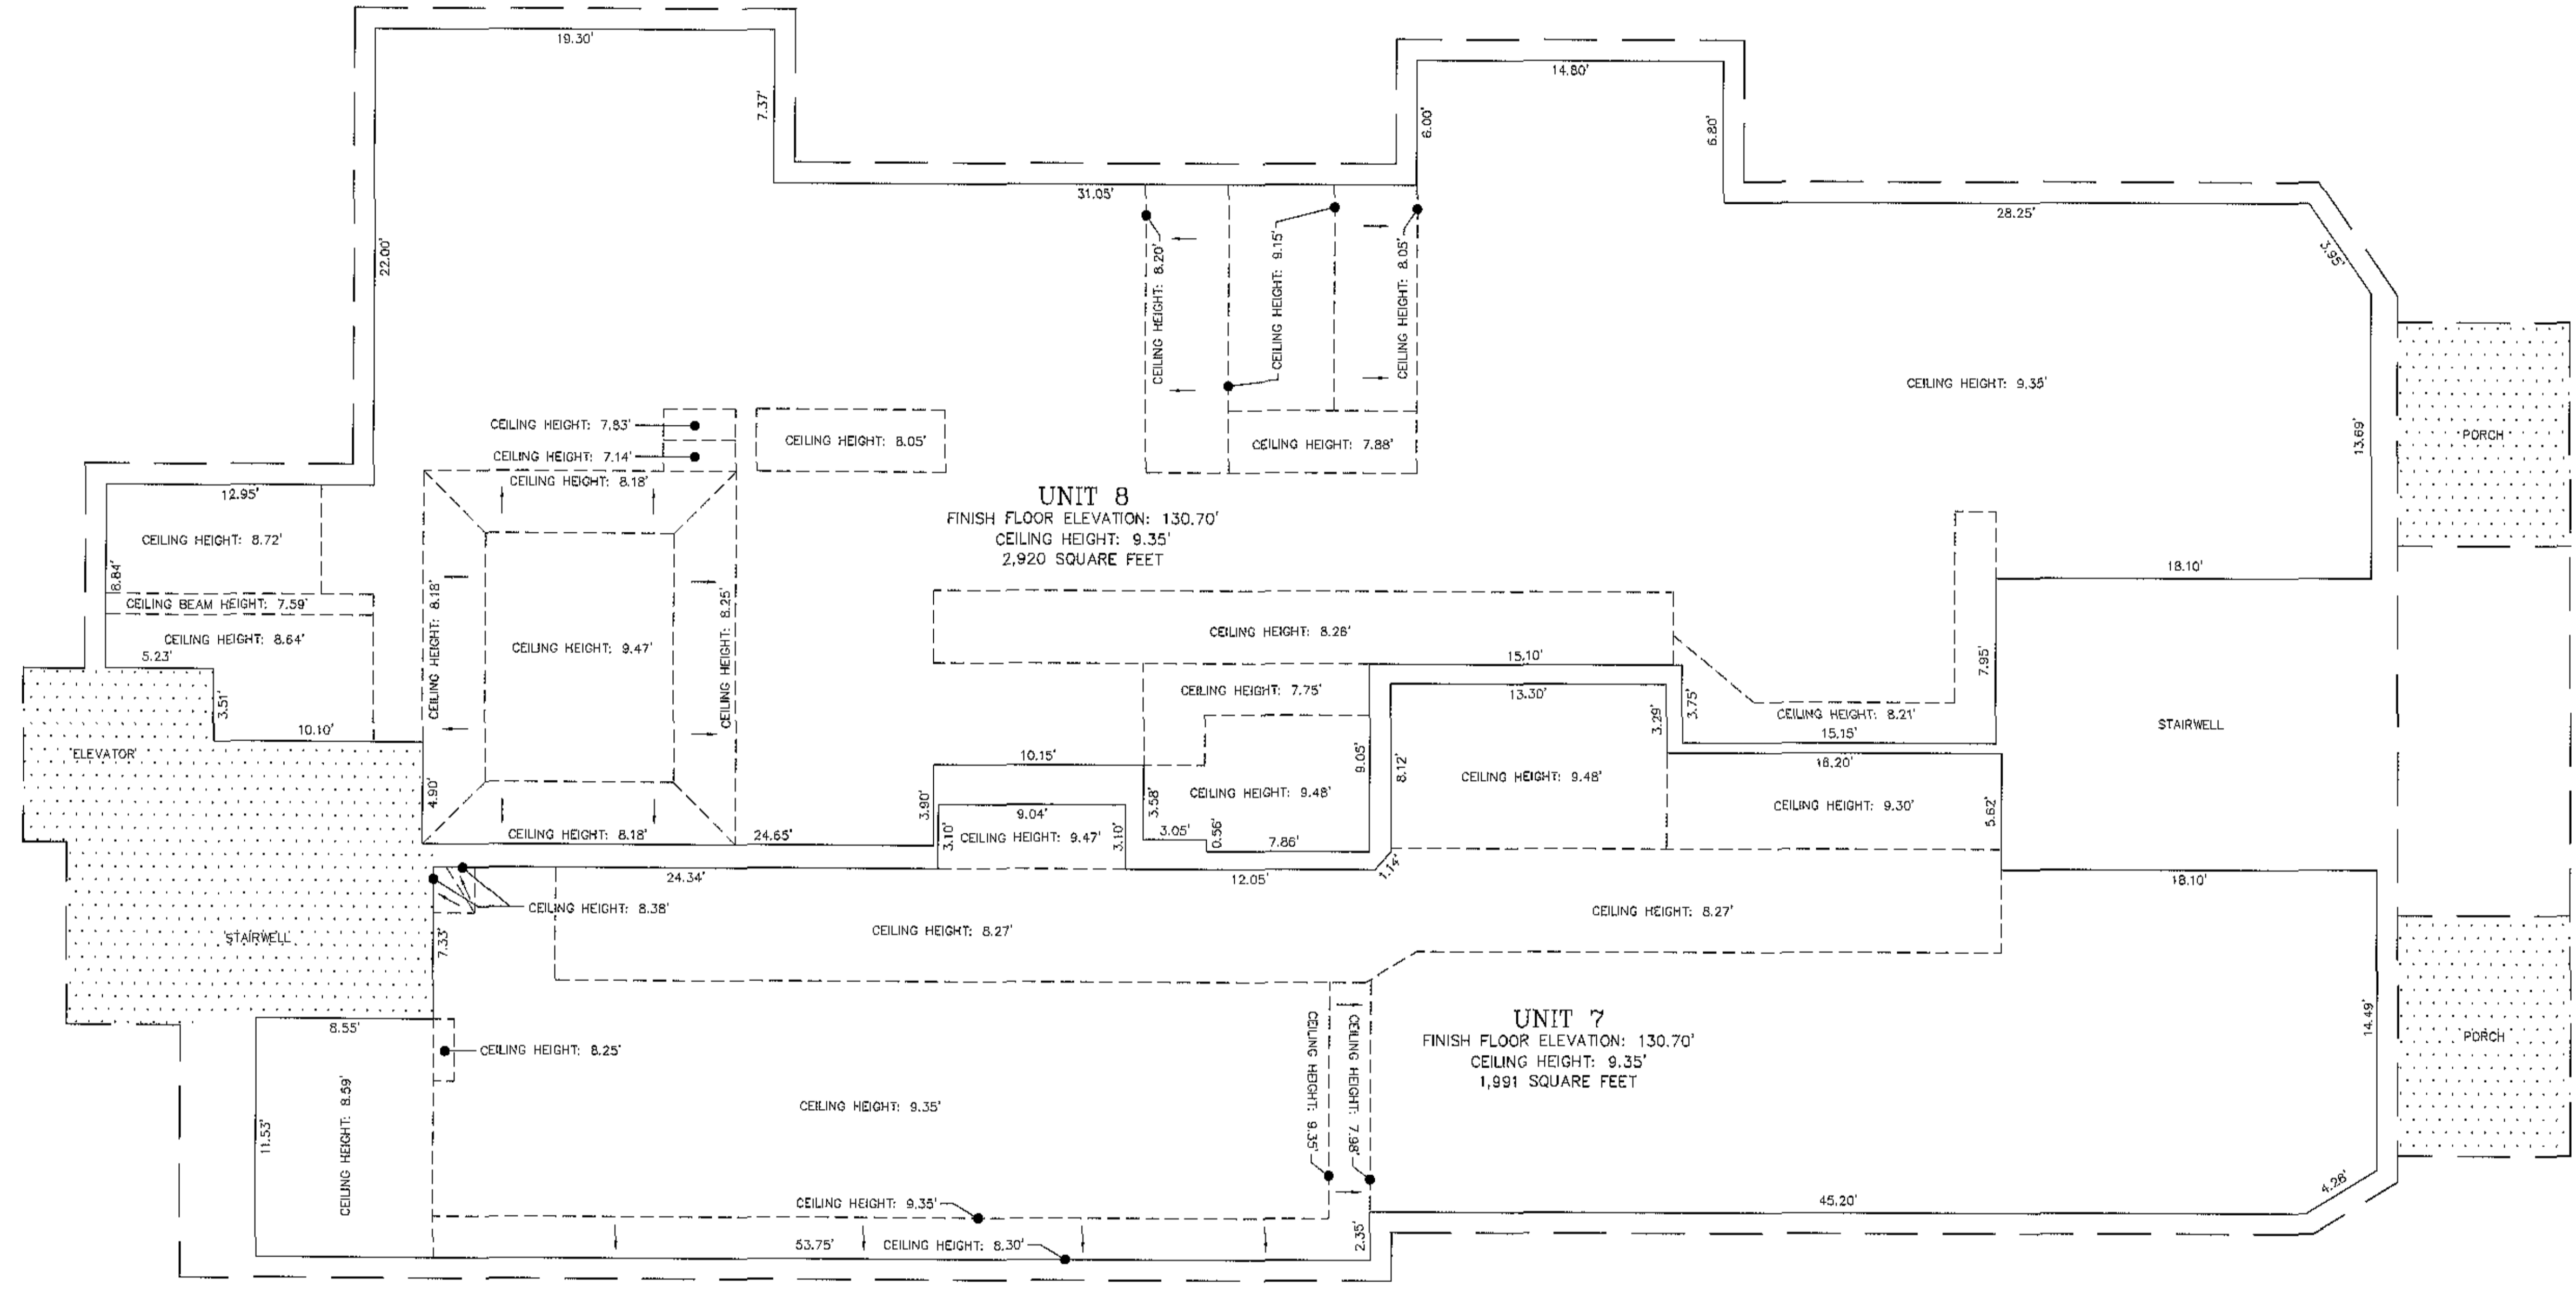 19.30'
14.80'
7.37'
6.00'
6.80'
31.05'
28.25'
3.95'
22.00'
CEILING HEIGHT: 8.20'
CEILING HEIGHT: 9.15'
CEILING HEIGHT: 8.05'
CEILING HEIGHT: 9.35'
13.69'
PORCH
CEILING HEIGHT: 7.83'
CEILING HEIGHT: 8.05'
CEILING HEIGHT: 7.88'
CEILING HEIGHT: 7.14'
CEILING HEIGHT: 8.18'
12.95'
UNIT 8
FINISH FLOOR ELEVATION: 130.70'
CEILING HEIGHT: 9.35'
2,920 SQUARE FEET
CEILING HEIGHT: 8.72'
8.84'
CEILING BEAM HEIGHT: 7.59'
CEILING HEIGHT: 8.64'
5.23'
3.51'
10.10'
CEILING HEIGHT: 8.18'
CEILING HEIGHT: 9.47'
CEILING HEIGHT: 8.25'
18.10'
CEILING HEIGHT: 8.26'
15.10'
7.95'
CEILING HEIGHT: 7.75'
13.30'
3.29'
3.75'
CEILING HEIGHT: 8.21'
15.15'
STAIRWELL
ELEVATOR
4.90'
10.15'
9.05'
8.12'
CEILING HEIGHT: 9.48'
16.20'
CEILING HEIGHT: 9.48'
CEILING HEIGHT: 9.30'
5.62'
3.90'
3.58'
9.04'
3.10'
CEILING HEIGHT: 9.47'
3.10'
3.05'
0.56'
7.86'
CEILING HEIGHT: 8.18'
24.65'
1.14'
24.34'
12.05'
18.10'
CEILING HEIGHT: 8.38'
CEILING HEIGHT: 8.27'
CEILING HEIGHT: 8.27'
STAIRWELL
7.33'
UNIT 7
FINISH FLOOR ELEVATION: 130.70'
CEILING HEIGHT: 9.35'
1,991 SQUARE FEET
14.49'
PORCH
8.55'
CEILING HEIGHT: 8.25'
CEILING HEIGHT: 9.35'
CEILING HEIGHT: 7.98'
CEILING HEIGHT: 9.35'
11.53'
CEILING HEIGHT: 8.59'
CEILING HEIGHT: 9.35'
45.20'
4.28'
2.35'
53.75'
CEILING HEIGHT: 8.30'